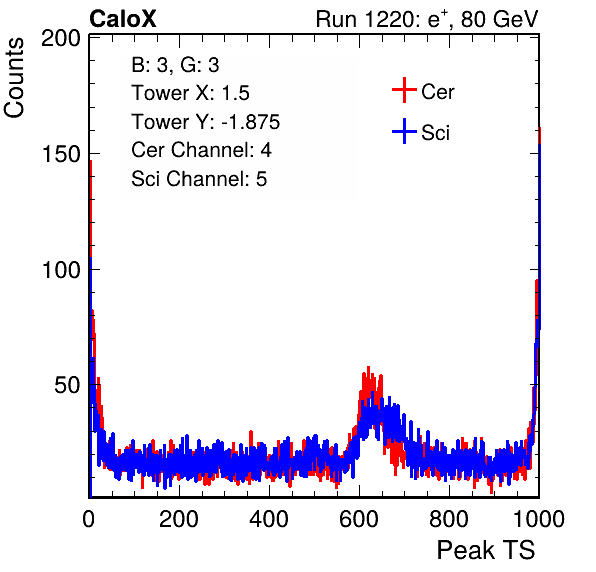 CaloX Run 1220: e⁺, 80 GeV
Counts
200
150
100
50
B: 3, G: 3
Tower X: 1.5
Tower Y: -1.875
Cer Channel: 4
Sci Channel: 5
Cer
Sci
0 200 400 600 800 1000
Peak TS